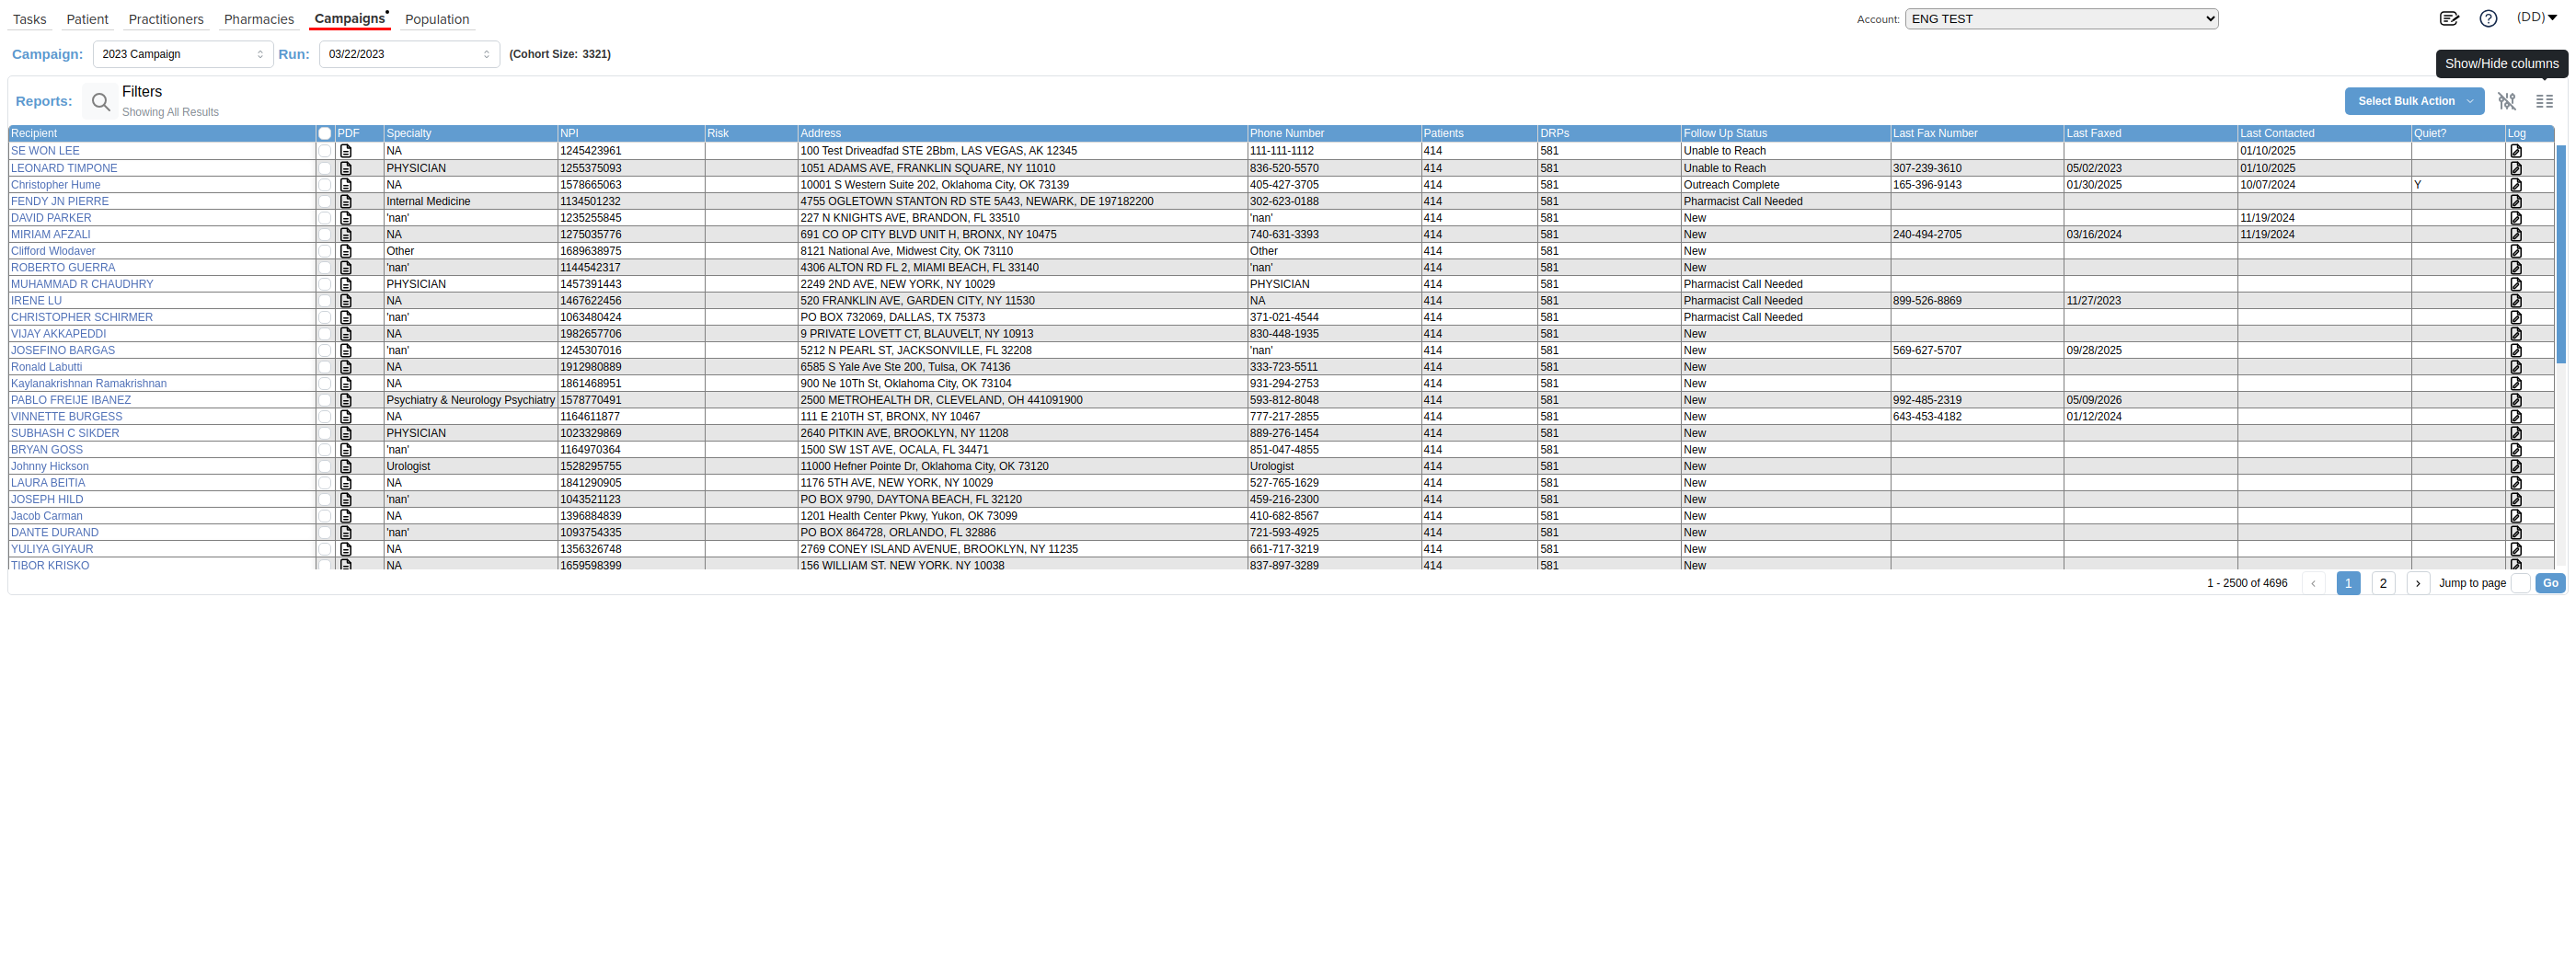 Tasks Patient Practitioners Pharmacies Campaigns Population Account: ENG TEST (DD)
Campaign: 2023 Campaign Run: 03/22/2023 (Cohort Size: 3321)
Show/Hide columns
Reports: Filters
Showing All Results
Select Bulk Action
Recipient PDF Specialty NPI Risk Address Phone Number Patients DRPs Follow Up Status Last Fax Number Last Faxed Last Contacted Quiet? Log
SE WON LEE NA 1245423961 100 Test Driveadfad STE 2Bbm, LAS VEGAS, AK 12345 111-111-1112 414 581 Unable to Reach 01/10/2025
LEONARD TIMPONE PHYSICIAN 1255375093 1051 ADAMS AVE, FRANKLIN SQUARE, NY 11010 836-520-5570 414 581 Unable to Reach 307-239-3610 05/02/2023 01/10/2025
Christopher Hume NA 1578665063 10001 S Western Suite 202, Oklahoma City, OK 73139 405-427-3705 414 581 Outreach Complete 165-396-9143 01/30/2025 10/07/2024 Y
FENDY JN PIERRE Internal Medicine 1134501232 4755 OGLETOWN STANTON RD STE 5A43, NEWARK, DE 197182200 302-623-0188 414 581 Pharmacist Call Needed
DAVID PARKER 'nan' 1235255845 227 N KNIGHTS AVE, BRANDON, FL 33510 'nan' 414 581 New 11/19/2024
MIRIAM AFZALI NA 1275035776 691 CO OP CITY BLVD UNIT H, BRONX, NY 10475 740-631-3393 414 581 New 240-494-2705 03/16/2024 11/19/2024
Clifford Wlodaver Other 1689638975 8121 National Ave, Midwest City, OK 73110 Other 414 581 New
ROBERTO GUERRA 'nan' 1144542317 4306 ALTON RD FL 2, MIAMI BEACH, FL 33140 'nan' 414 581 New
MUHAMMAD R CHAUDHRY PHYSICIAN 1457391443 2249 2ND AVE, NEW YORK, NY 10029 PHYSICIAN 414 581 Pharmacist Call Needed
IRENE LU NA 1467622456 520 FRANKLIN AVE, GARDEN CITY, NY 11530 NA 414 581 Pharmacist Call Needed 899-526-8869 11/27/2023
CHRISTOPHER SCHIRMER 'nan' 1063480424 PO BOX 732069, DALLAS, TX 75373 371-021-4544 414 581 Pharmacist Call Needed
VIJAY AKKAPEDDI NA 1982657706 9 PRIVATE LOVETT CT, BLAUVELT, NY 10913 830-448-1935 414 581 New
JOSEFINO BARGAS 'nan' 1245307016 5212 N PEARL ST, JACKSONVILLE, FL 32208 'nan' 414 581 New 569-627-5707 09/28/2025
Ronald Labutti NA 1912980889 6585 S Yale Ave Ste 200, Tulsa, OK 74136 333-723-5511 414 581 New
Kaylanakrishnan Ramakrishnan NA 1861468951 900 Ne 10Th St, Oklahoma City, OK 73104 931-294-2753 414 581 New
PABLO FREIJE IBANEZ Psychiatry & Neurology Psychiatry 1578770491 2500 METROHEALTH DR, CLEVELAND, OH 441091900 593-812-8048 414 581 New 992-485-2319 05/09/2026
VINNETTE BURGESS NA 1164611877 111 E 210TH ST, BRONX, NY 10467 777-217-2855 414 581 New 643-453-4182 01/12/2024
SUBHASH C SIKDER PHYSICIAN 1023329869 2640 PITKIN AVE, BROOKLYN, NY 11208 889-276-1454 414 581 New
BRYAN GOSS 'nan' 1164970364 1500 SW 1ST AVE, OCALA, FL 34471 851-047-4855 414 581 New
Johnny Hickson Urologist 1528295755 11000 Hefner Pointe Dr, Oklahoma City, OK 73120 Urologist 414 581 New
LAURA BEITIA NA 1841290905 1176 5TH AVE, NEW YORK, NY 10029 527-765-1629 414 581 New
JOSEPH HILD 'nan' 1043521123 PO BOX 9790, DAYTONA BEACH, FL 32120 459-216-2300 414 581 New
Jacob Carman NA 1396884839 1201 Health Center Pkwy, Yukon, OK 73099 410-682-8567 414 581 New
DANTE DURAND 'nan' 1093754335 PO BOX 864728, ORLANDO, FL 32886 721-593-4925 414 581 New
YULIYA GIYAUR NA 1356326748 2769 CONEY ISLAND AVENUE, BROOKLYN, NY 11235 661-717-3219 414 581 New
TIBOR KRISKO NA 1659598399 156 WILLIAM ST, NEW YORK, NY 10038 837-897-3289 414 581 New
1 - 2500 of 4696 1 2 Jump to page Go